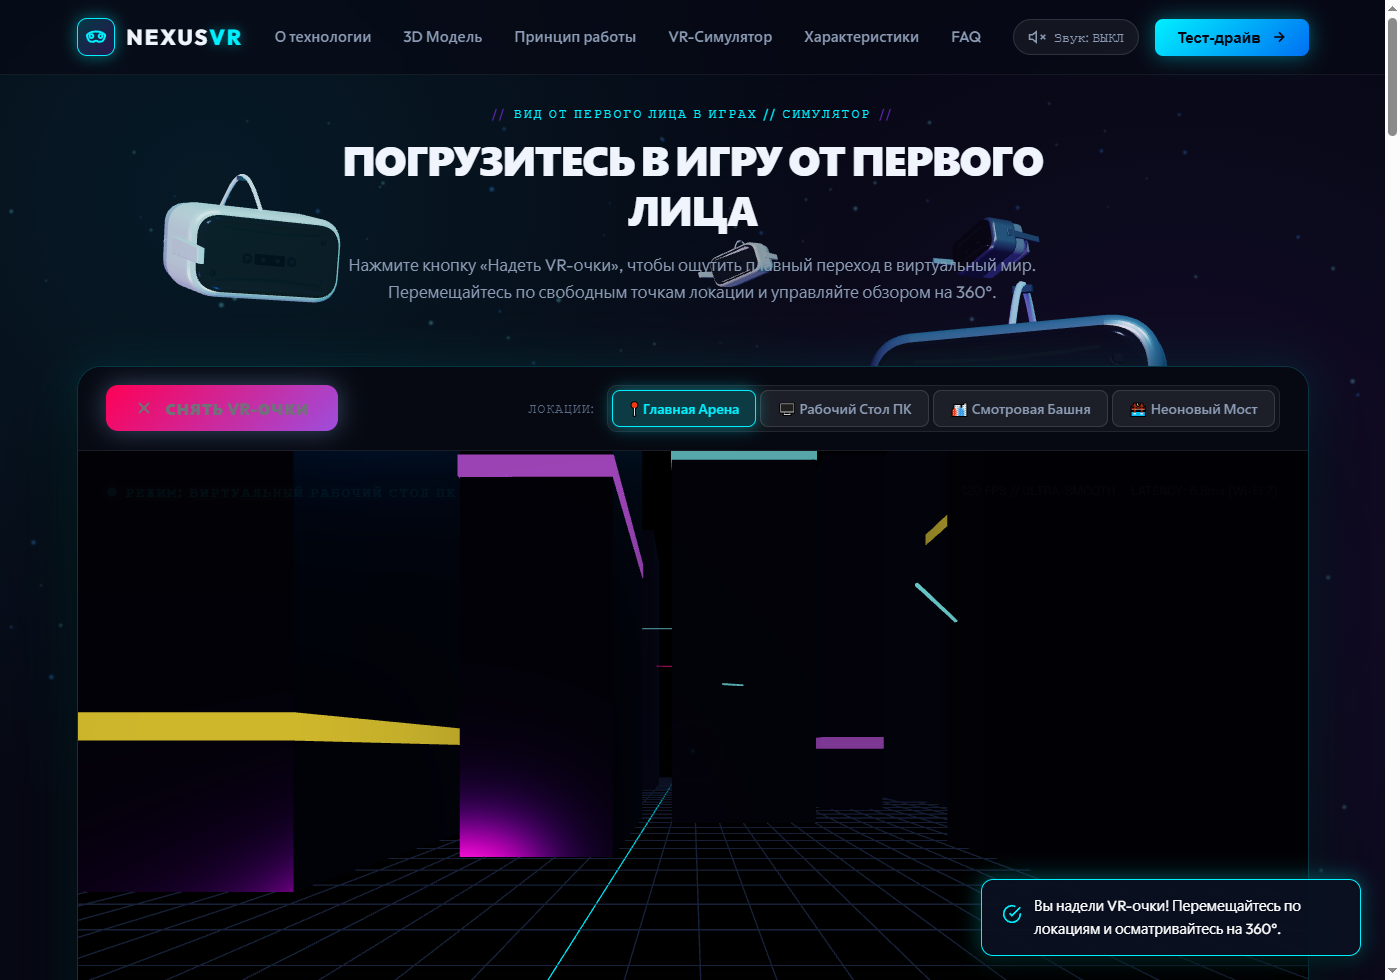 NEXUSVR
О технологии
3D Модель
Принцип работы
VR-Симулятор
Характеристики
FAQ
Звук: ВЫКЛ
Тест-драйв →
// ВИД ОТ ПЕРВОГО ЛИЦА В ИГРАХ // СИМУЛЯТОР //
ПОГРУЗИТЕСЬ В ИГРУ ОТ ПЕРВОГО
ЛИЦА
Нажмите кнопку «Надеть VR-очки», чтобы ощутить плавный переход в виртуальный мир.
Перемещайтесь по свободным точкам локации и управляйте обзором на 360°.
✕ СНЯТЬ VR-ОЧКИ
ЛОКАЦИИ:
Главная Арена
Рабочий Стол ПК
Смотровая Башня
Неоновый Мост
РЕЖИМ: ВИРТУАЛЬНЫЙ РАБОЧИЙ СТОЛ ПК
Вы надели VR-очки! Перемещайтесь по
локациям и осматривайтесь на 360°.